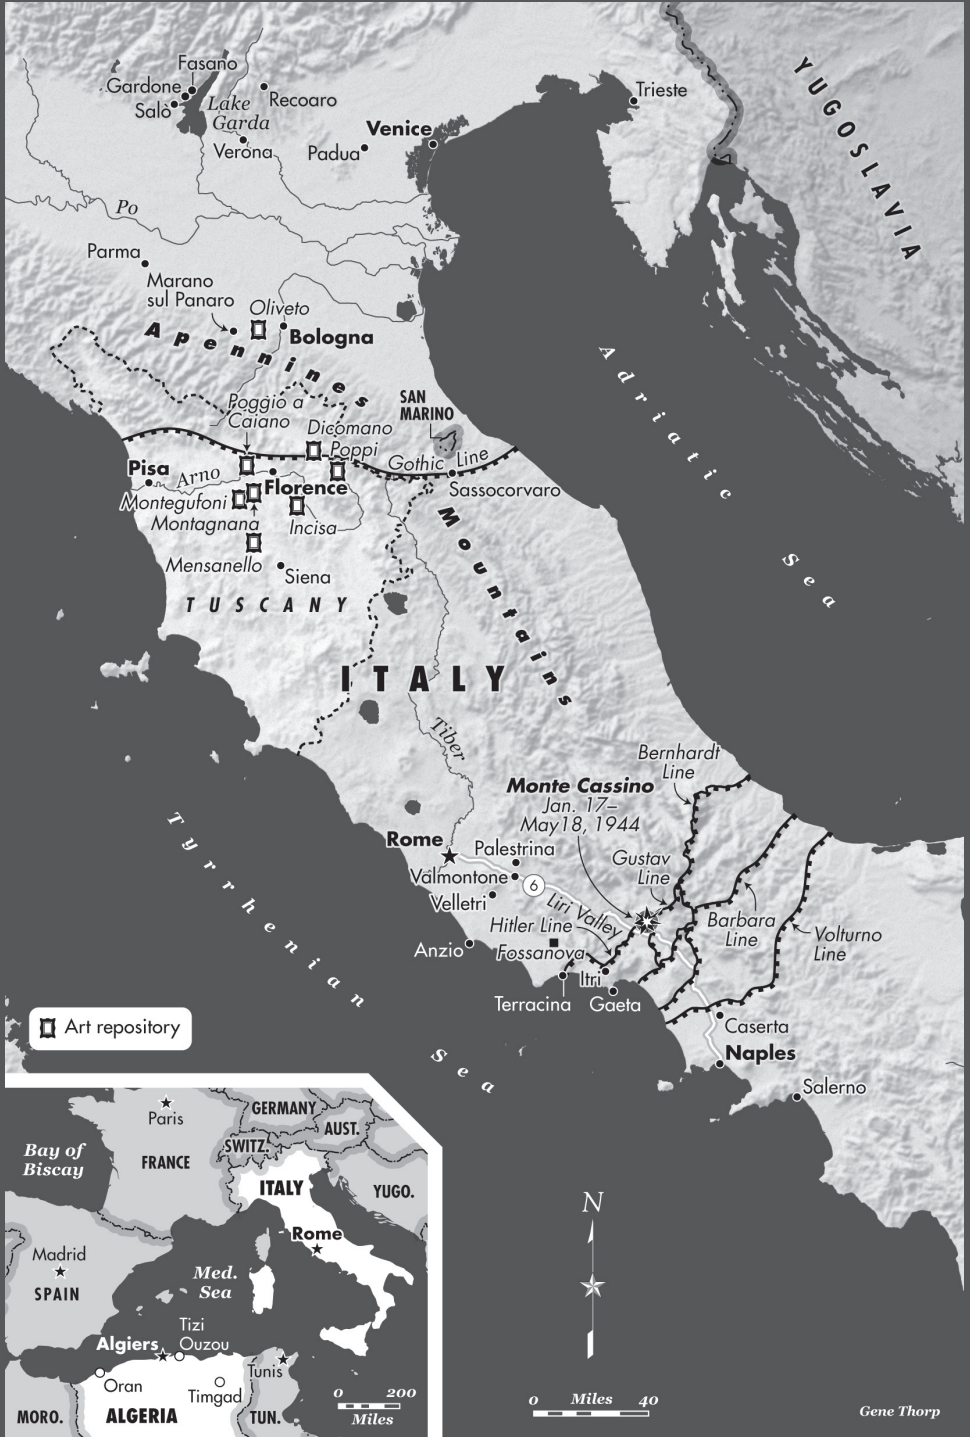 Fasano
Gardone
Salò
Lake
Garda
Recoaro
Verona
Padua
Venice
Trieste
YUGOSLAVIA
Po
Parma
Marano
sul Panaro
Oliveto
Bologna
Apennines
Poggio a
Caiano
Dicomano
Poppi
SAN
MARINO
Gothic Line
Sassocorvaro
Adriatic
Sea
Pisa
Arno
Florence
Montegufoni
Montagnana
Incisa
Mensanello
Siena
TUSCANY
Mountains
ITALY
Tiber
Bernhardt
Line
Monte Cassino
Jan. 17–
May18, 1944
Rome
Palestrina
Valmontone
6
Gustav
Line
Velletri
Liri Valley
Barbara
Line
Volturno
Line
Hitler Line
Anzio
Fossanova
Itri
Terracina
Gaeta
Caserta
Naples
Salerno
Tyrrhenian
Sea
Art repository
Paris
GERMANY
AUST.
SWITZ.
Bay of
Biscay
FRANCE
ITALY
YUGO.
Rome
Madrid
SPAIN
Med.
Sea
Tizi
Ouzou
Algiers
Oran
Timgad
Tunis
MORO.
ALGERIA
TUN.
0 200
Miles
N
0 Miles 40
Gene Thorp